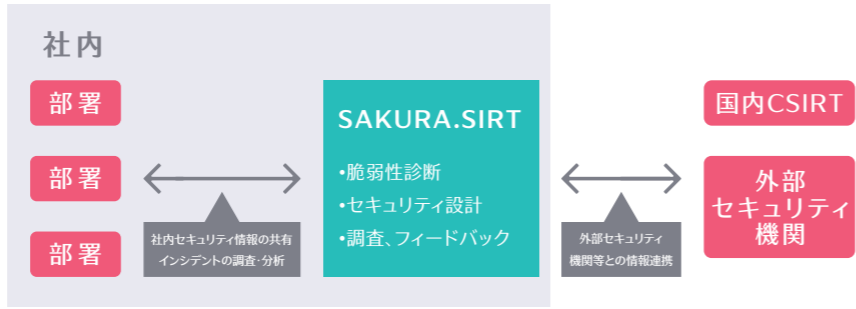 社内
部署
部署
部署
社内セキュリティ情報の共有
インシデントの調査・分析
SAKURA.SIRT
•脆弱性診断
•セキュリティ設計
•調査、フィードバック
外部セキュリティ
機関等との情報連携
国内CSIRT
外部
セキュリティ
機関